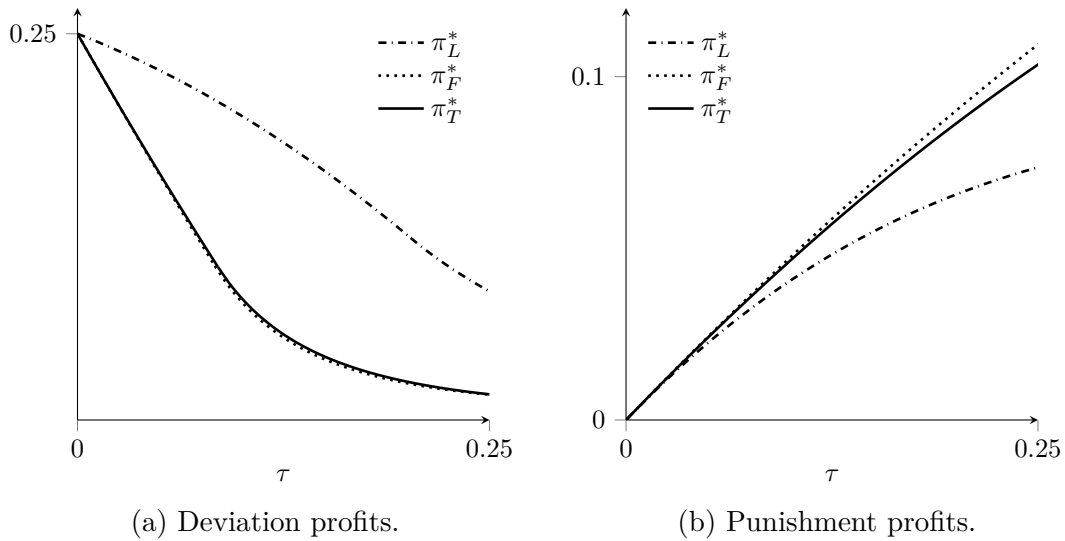 0.25
π*_L
π*_F
π*_T
0
0.25
τ
(a) Deviation profits.
0.1
0
π*_L
π*_F
π*_T
0
0.25
τ
(b) Punishment profits.